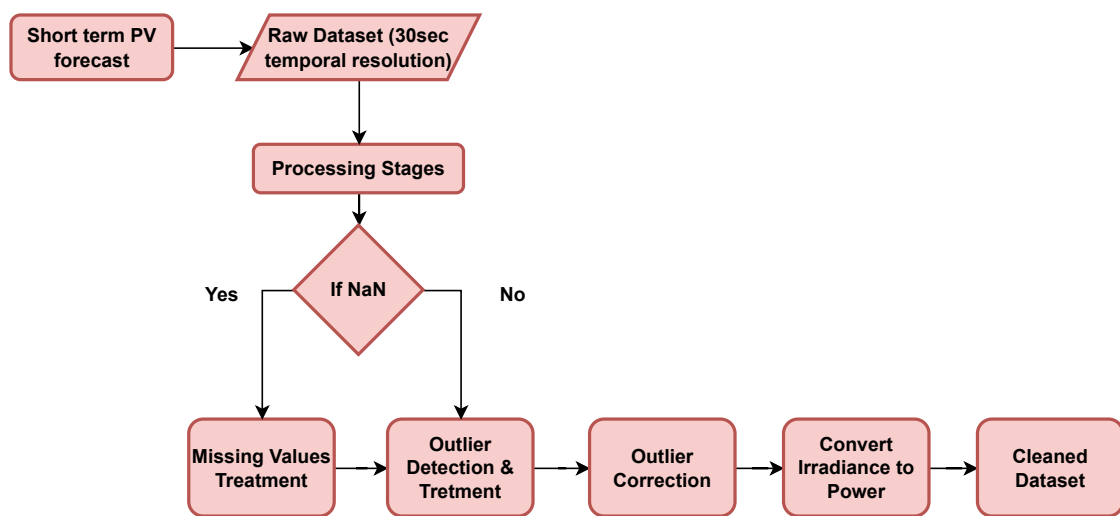 Short term PV
forecast
Raw Dataset (30sec
temporal resolution)
Processing Stages
If NaN
Yes
No
Missing Values
Treatment
Outlier
Detection &
Tretment
Outlier
Correction
Convert
Irradiance to
Power
Cleaned
Dataset